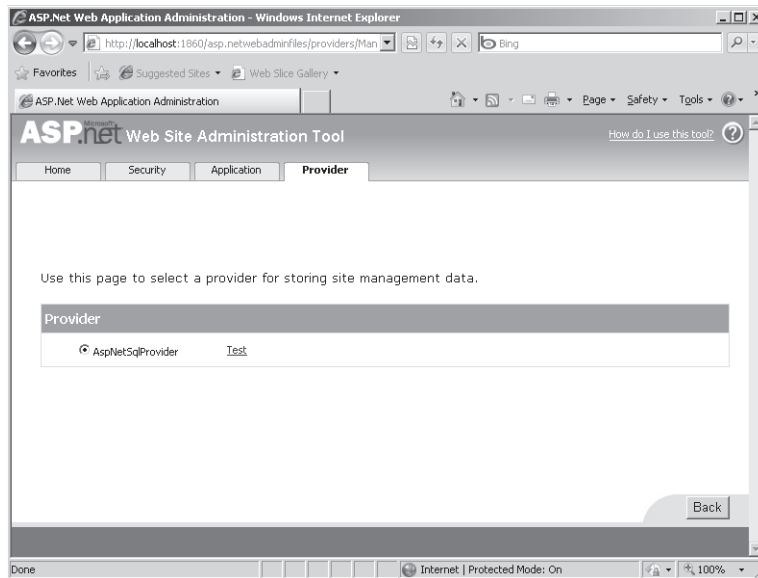 ASP.Net Web Application Administration - Windows Internet Explorer
http://localhost:1860/asp.netwebadminfiles/providers/Man
Bing
Favorites Suggested Sites Web Slice Gallery
ASP.Net Web Application Administration
Page Safety Tools
Microsoft
ASP.net Web Site Administration Tool
How do I use this tool? ?
Home Security Application Provider
Use this page to select a provider for storing site management data.
Provider
AspNetSqlProvider Test
Back
Done Internet | Protected Mode: On 100%